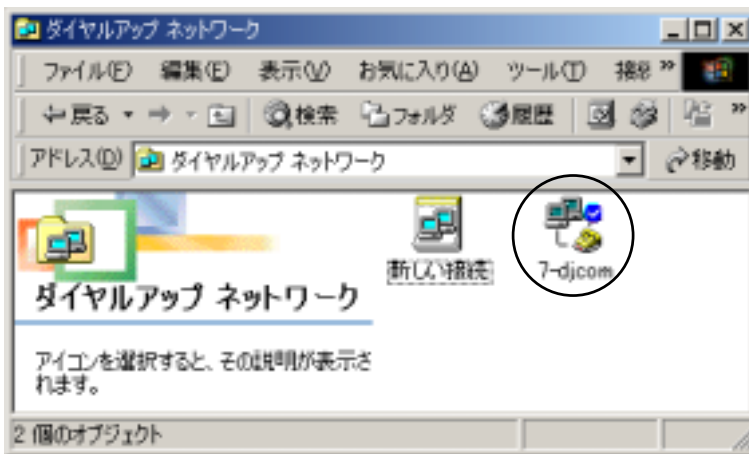 ダイヤルアップ ネットワーク
ファイル(F) 編集(E) 表示(V) お気に入り(A) ツール(T) 接続 »
戻る 検索 フォルダ 履歴 »
アドレス(D) ダイヤルアップ ネットワーク 移動
新しい接続 7-djcom
ダイヤルアップ ネットワーク
アイコンを選択すると、その説明が表示さ
れます。
2 個のオブジェクト